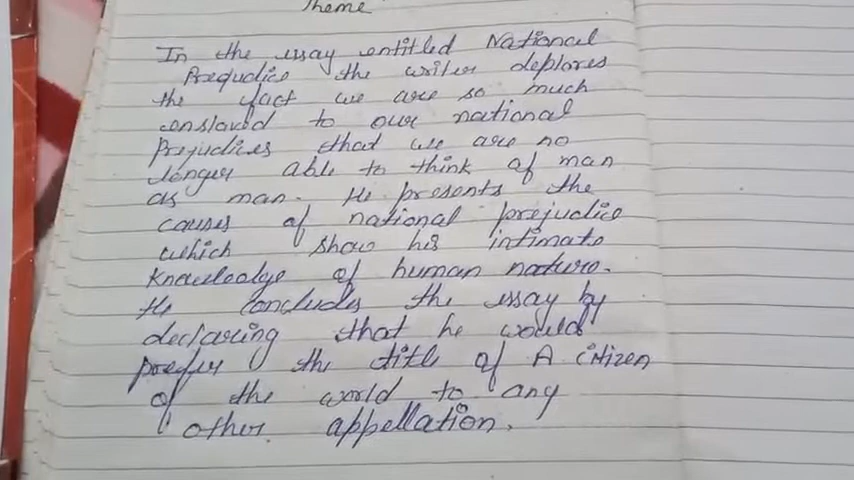 Theme
In the essay entitled National
Prequdice the writer deplores
the fact we are so much
enslaved to our national
prejudices that we are no
longer able to think of man
as man. He presents the
causes of national prejudice
which show his intimate
knowledge of human nature.
He concludes the essay by
declaring that he would
prefer the title of A citizen
of the world to any
other appellation.